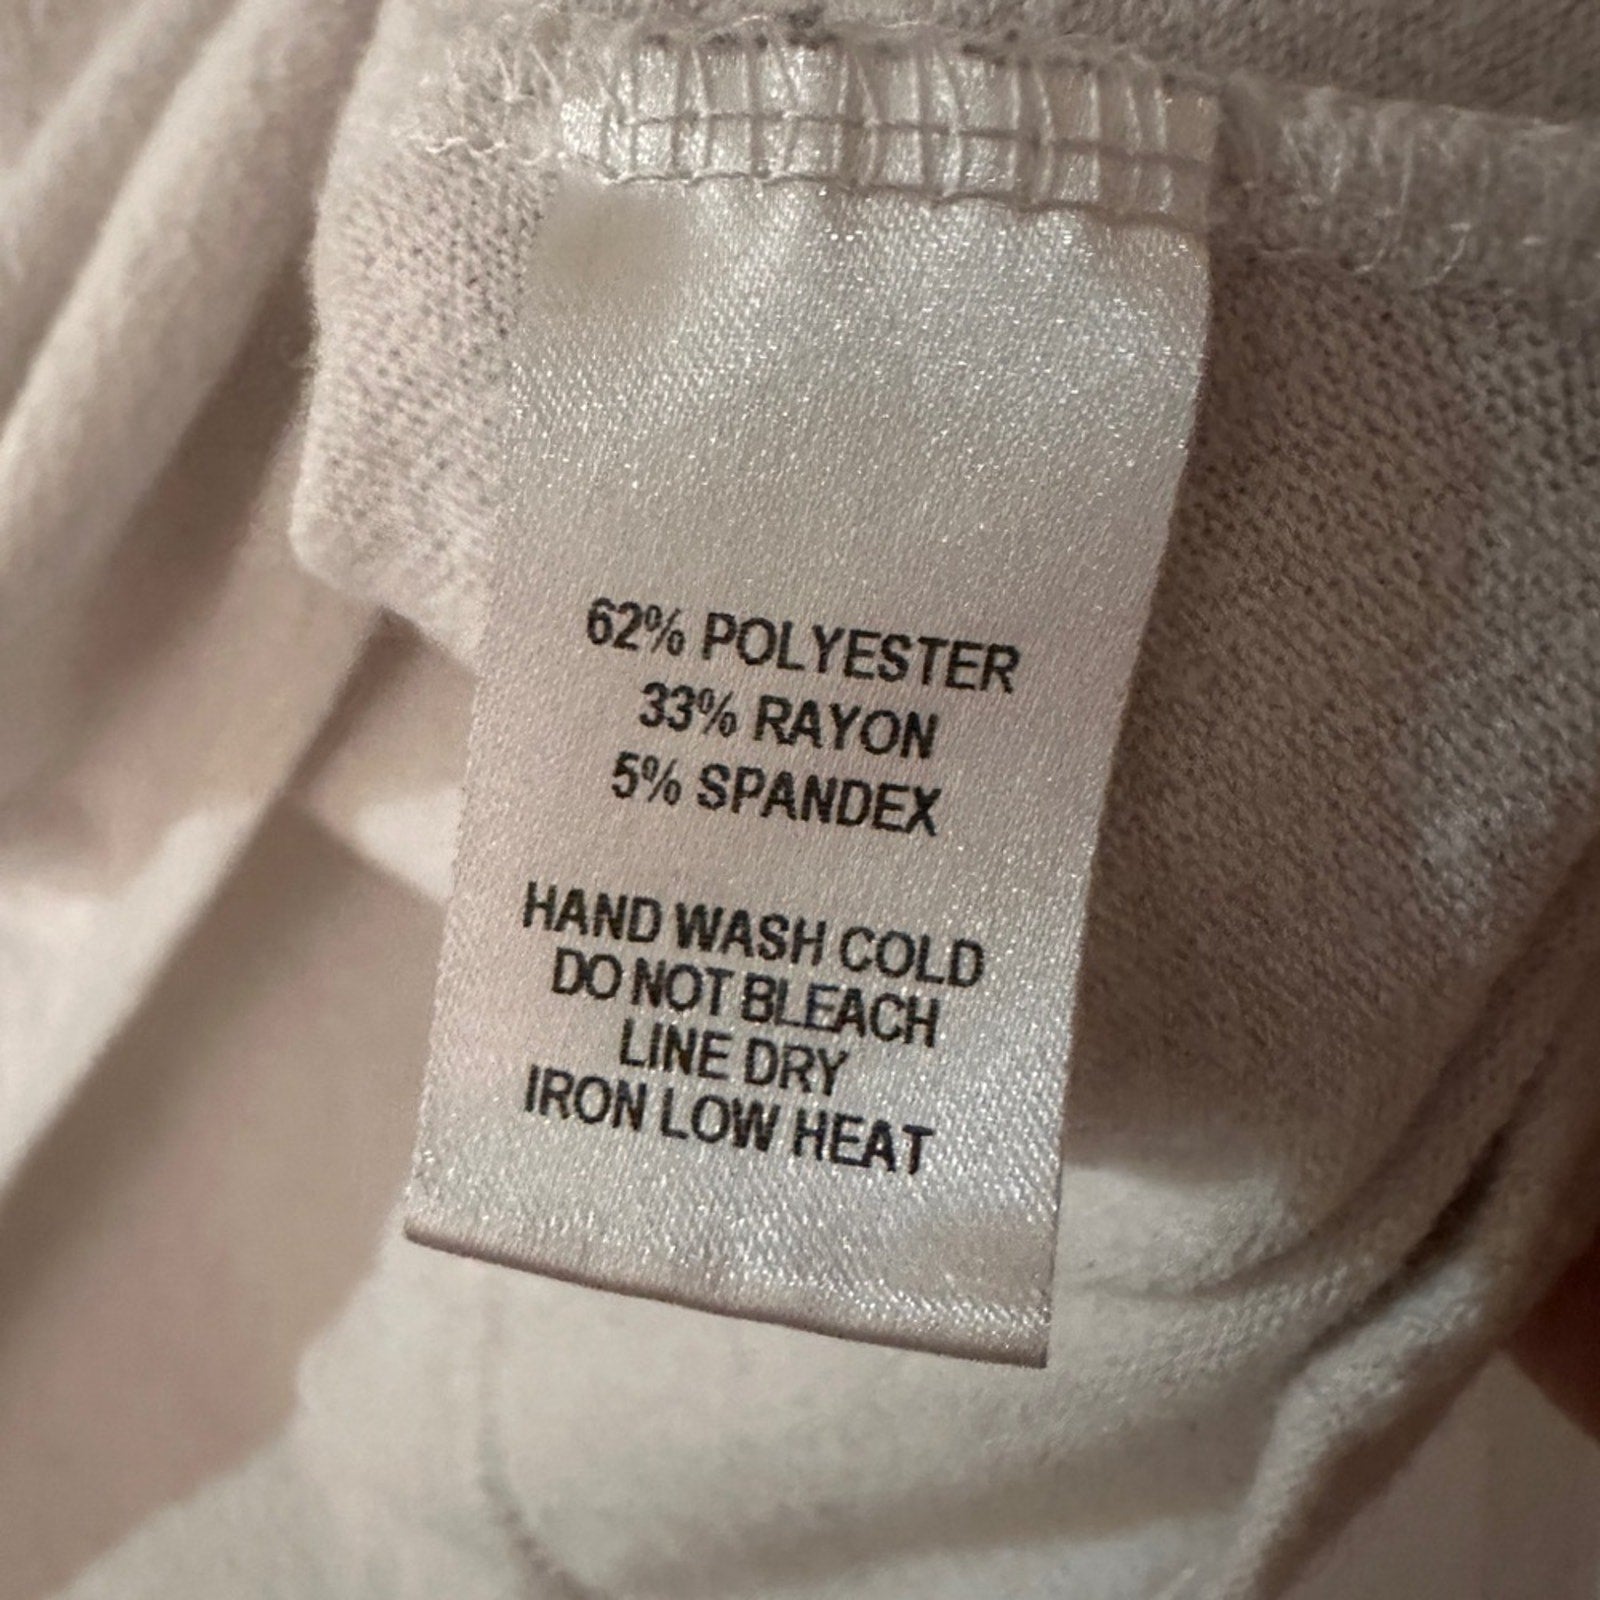 62% POLYESTER
33% RAYON
5% SPANDEX
HAND WASH COLD
DO NOT BLEACH
LINE DRY
IRON LOW HEAT